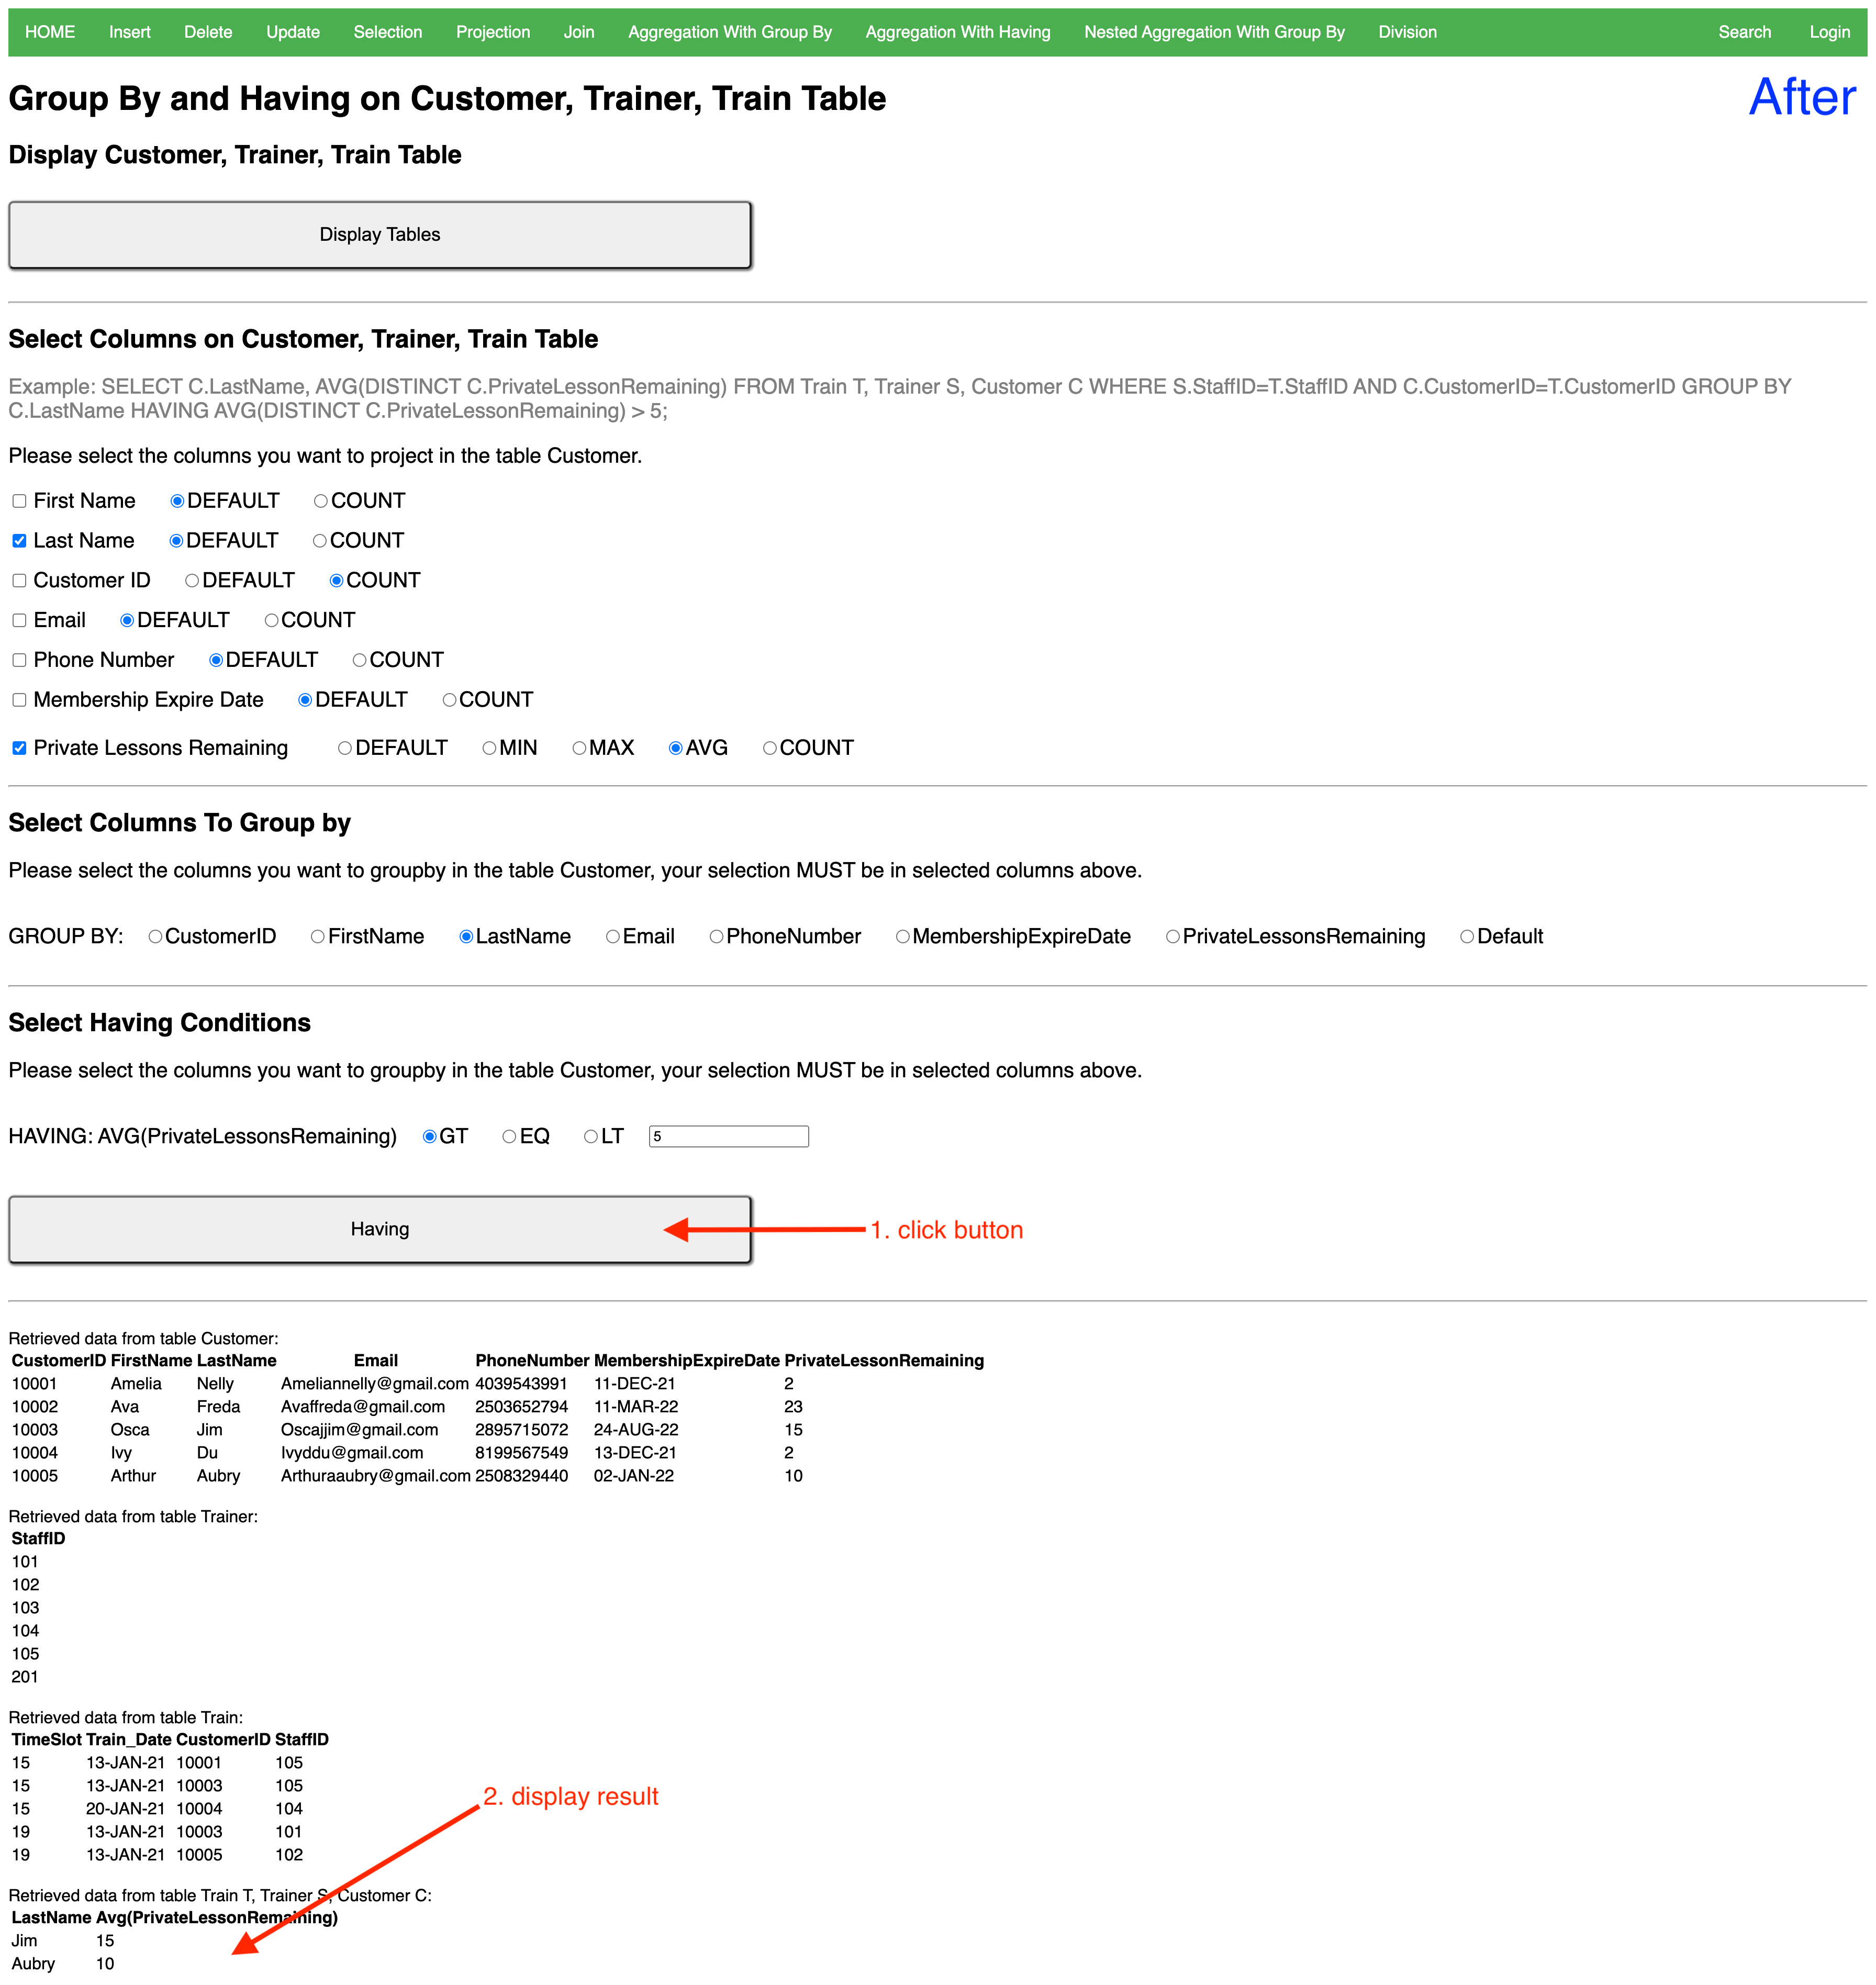 HOME Insert Delete Update Selection Projection Join Aggregation With Group By Aggregation With Having Nested Aggregation With Group By Division Search Login
Group By and Having on Customer, Trainer, Train Table
After
Display Customer, Trainer, Train Table
Display Tables
Select Columns on Customer, Trainer, Train Table
Example: SELECT C.LastName, AVG(DISTINCT C.PrivateLessonRemaining) FROM Train T, Trainer S, Customer C WHERE S.StaffID=T.StaffID AND C.CustomerID=T.CustomerID GROUP BY
C.LastName HAVING AVG(DISTINCT C.PrivateLessonRemaining) > 5;
Please select the columns you want to project in the table Customer.
First Name DEFAULT COUNT
Last Name DEFAULT COUNT
Customer ID DEFAULT COUNT
Email DEFAULT COUNT
Phone Number DEFAULT COUNT
Membership Expire Date DEFAULT COUNT
Private Lessons Remaining DEFAULT MIN MAX AVG COUNT
Select Columns To Group by
Please select the columns you want to groupby in the table Customer, your selection MUST be in selected columns above.
GROUP BY: CustomerID FirstName LastName Email PhoneNumber MembershipExpireDate PrivateLessonsRemaining Default
Select Having Conditions
Please select the columns you want to groupby in the table Customer, your selection MUST be in selected columns above.
HAVING: AVG(PrivateLessonsRemaining) GT EQ LT 5
Having
1. click button
Retrieved data from table Customer:
CustomerID FirstName LastName Email PhoneNumber MembershipExpireDate PrivateLessonRemaining
10001 Amelia Nelly Ameliannelly@gmail.com 4039543991 11-DEC-21 2
10002 Ava Freda Avaffreda@gmail.com 2503652794 11-MAR-22 23
10003 Osca Jim Oscajjim@gmail.com 2895715072 24-AUG-22 15
10004 Ivy Du Ivyddu@gmail.com 8199567549 13-DEC-21 2
10005 Arthur Aubry Arthuraaubry@gmail.com 2508329440 02-JAN-22 10
Retrieved data from table Trainer:
StaffID
101
102
103
104
105
201
Retrieved data from table Train:
TimeSlot Train_Date CustomerID StaffID
15 13-JAN-21 10001 105
15 13-JAN-21 10003 105
15 20-JAN-21 10004 104
19 13-JAN-21 10003 101
19 13-JAN-21 10005 102
2. display result
Retrieved data from table Train T, Trainer S, Customer C:
LastName Avg(PrivateLessonRemaining)
Jim 15
Aubry 10